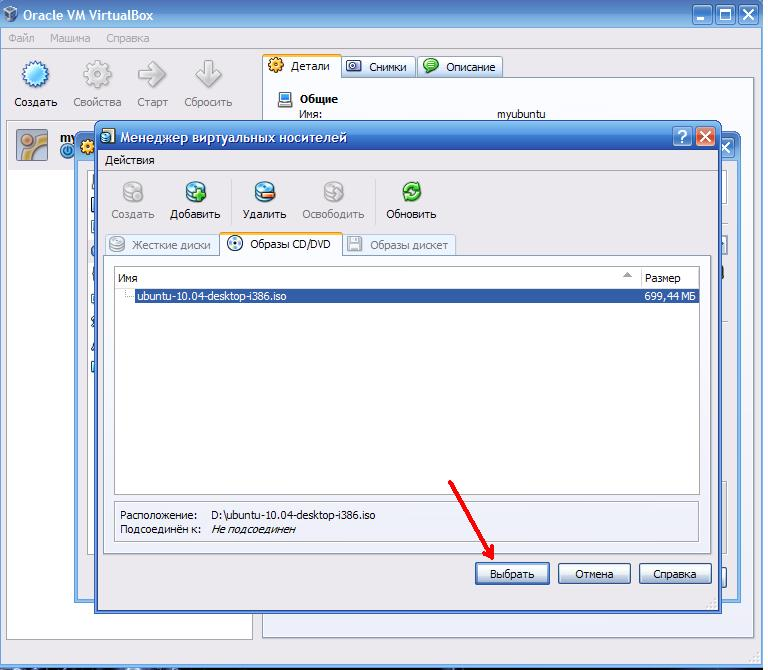 Oracle VM VirtualBox
Файл Машина Справка
Создать Свойства Старт Сбросить
Детали Снимки Описание
Общие
Имя: myubuntu
Менеджер виртуальных носителей
Действия
Создать Добавить Удалить Освободить Обновить
Жесткие диски Образы CD/DVD Образы дискет
Имя Размер
ubuntu-10.04-desktop-i386.iso 699,44 МБ
Расположение: D:\ubuntu-10.04-desktop-i386.iso
Подсоединён к: Не подсоединен
Выбрать Отмена Справка